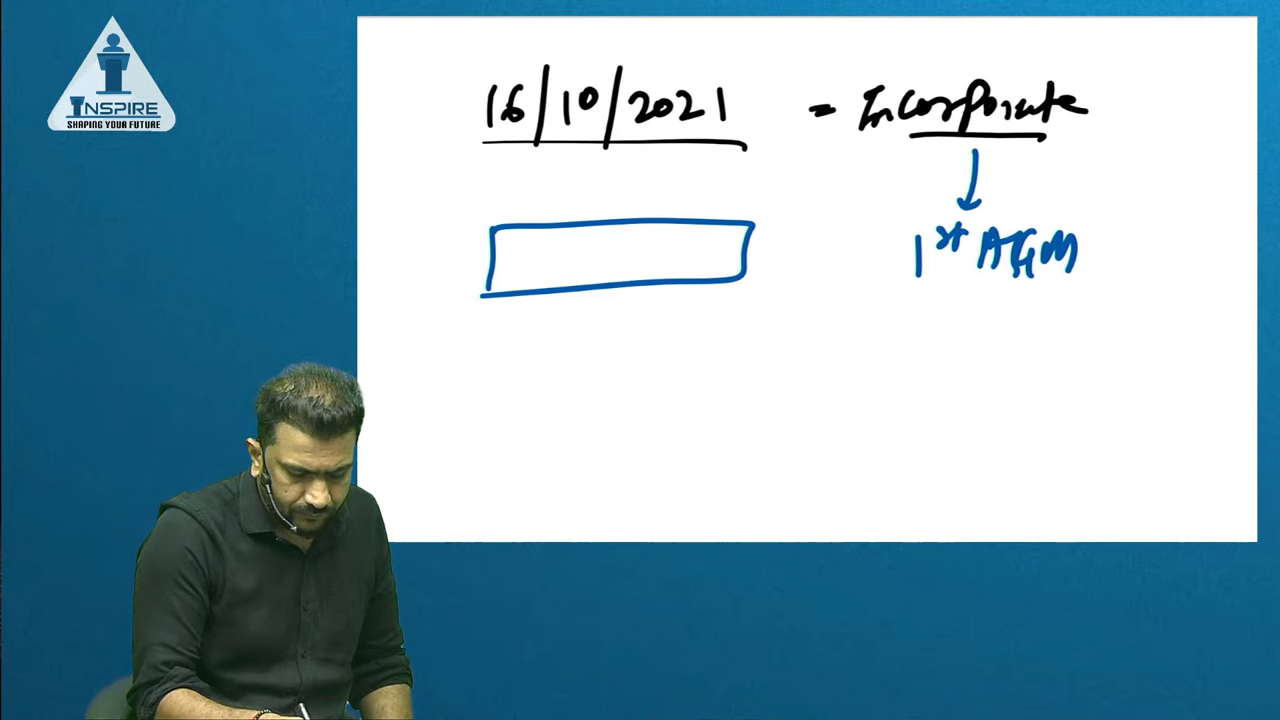 INSPIRE
SHAPING YOUR FUTURE
16/10/2021 = Incorporate
1st AGM